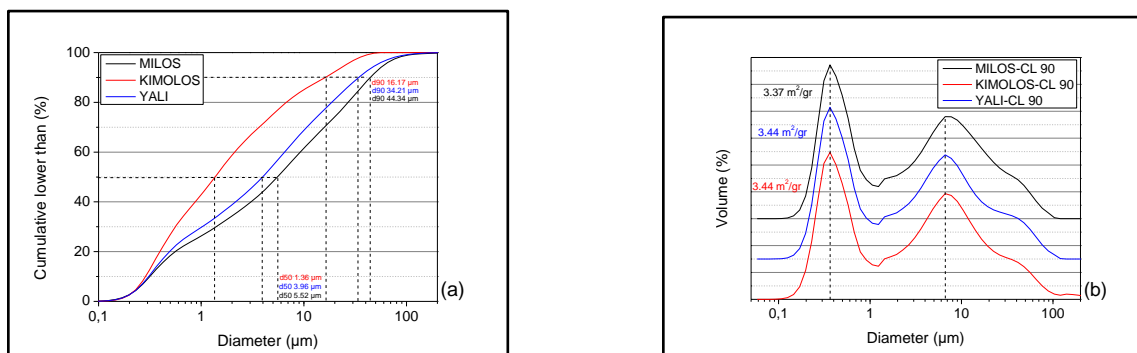 100
80
60
40
20
0
Cumulative lower than (%)
MILOS
KIMOLOS
YALI
d90 16.17 µm
d90 34.21 µm
d90 44.34 µm
d50 1.36 µm
d50 3.96 µm
d50 5.52 µm
(a)
0,1 1 10 100
Diameter (µm)
Volume (%)
MILOS-CL 90
KIMOLOS-CL 90
YALI-CL 90
3.37 m²/gr
3.44 m²/gr
3.44 m²/gr
(b)
0,1 1 10 100
Diameter (µm)